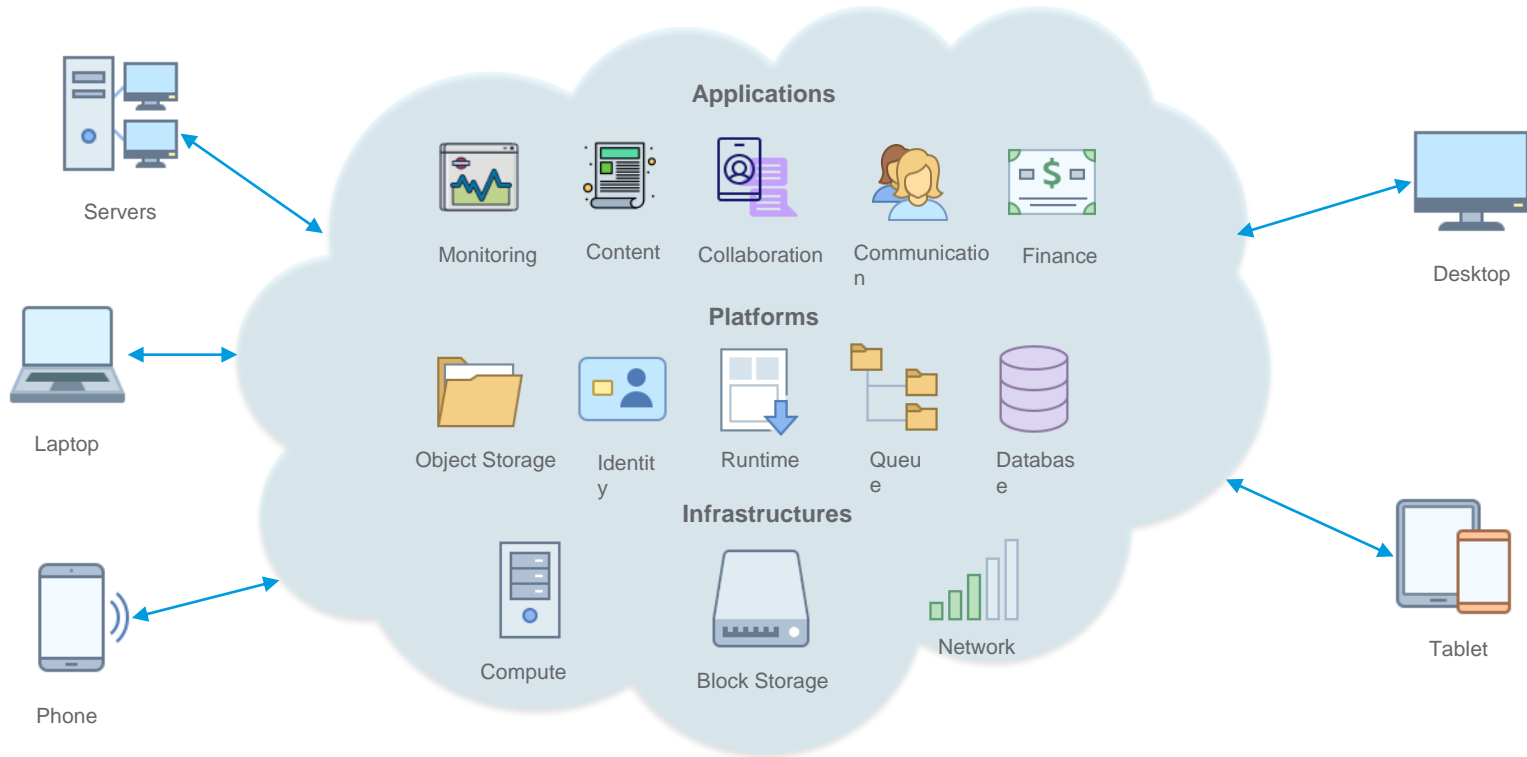 Applications
Servers
Monitoring
Content
Collaboration
Communicatio
n
Finance
Desktop
Platforms
Laptop
Object Storage
Identit
y
Runtime
Queu
e
Databas
e
Infrastructures
Compute
Block Storage
Network
Tablet
Phone
$